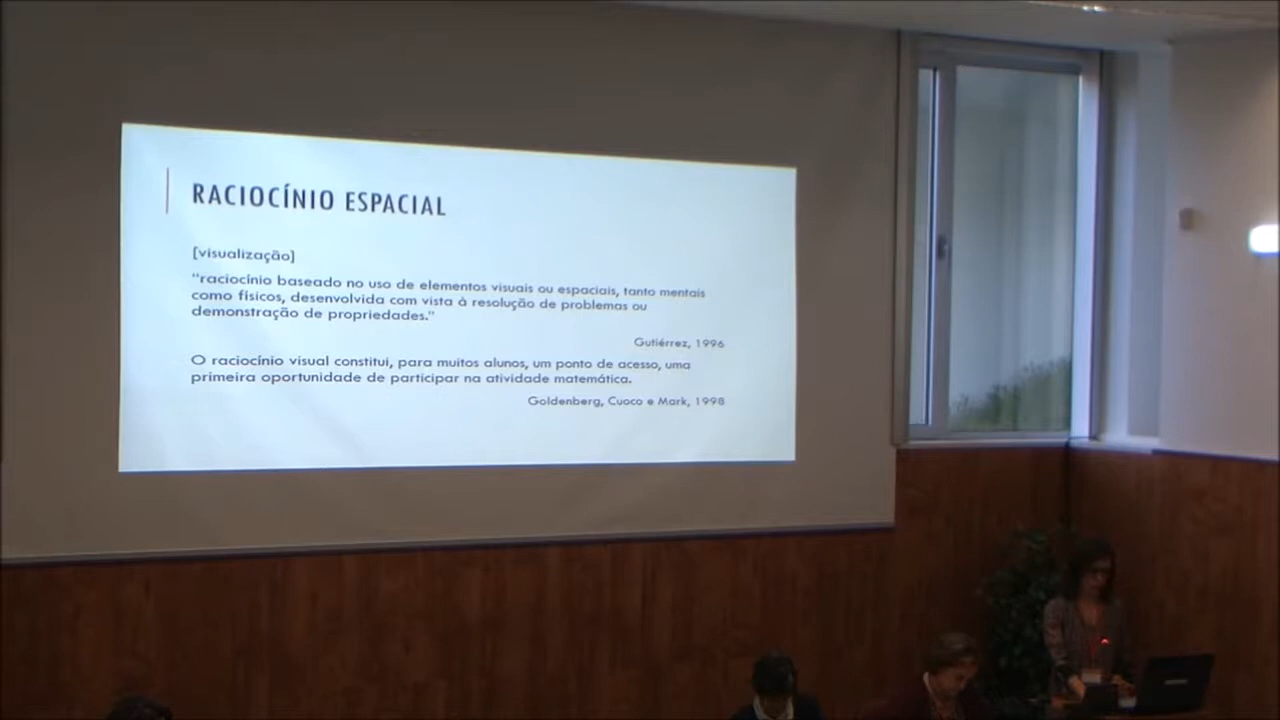 RACIOCÍNIO ESPACIAL
[visualização]
"raciocínio baseado no uso de elementos visuais ou espaciais, tanto mentais
como físicos, desenvolvida com vista à resolução de problemas ou
demonstração de propriedades."
Gutiérrez, 1996
O raciocínio visual constitui, para muitos alunos, um ponto de acesso, uma
primeira oportunidade de participar na atividade matemática.
Goldenberg, Cuoco e Mark, 1998